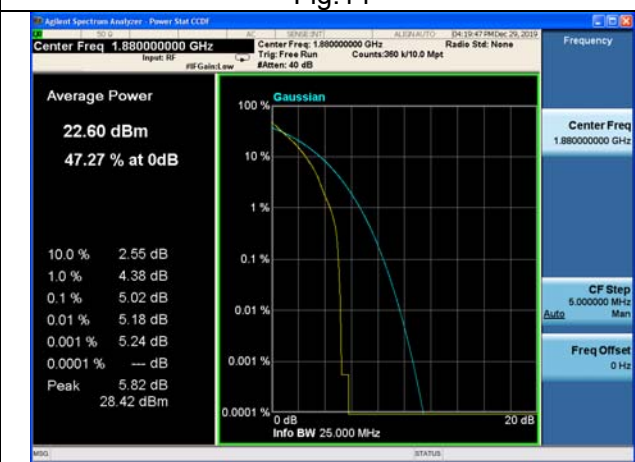 Agilent Spectrum Analyzer - Power Stat CCDF
50 Ω AC SENSE:INT ALIGNAUTO 04:19:47 PM Dec 29, 2019
Center Freq 1.880000000 GHz
Input: RF
#IFGain:Low
Center Freq: 1.880000000 GHz
Trig: Free Run Counts:360 k/10.0 Mpt
#Atten: 40 dB
Radio Std: None
Frequency
Average Power
22.60 dBm
47.27 % at 0dB
10.0 % 2.55 dB
1.0 % 4.38 dB
0.1 % 5.02 dB
0.01 % 5.18 dB
0.001 % 5.24 dB
0.0001 % --- dB
Peak 5.82 dB
28.42 dBm
Gaussian
100 %
10 %
1 %
0.1 %
0.01 %
0.001 %
0.0001 %
0 dB 20 dB
Info BW 25.000 MHz
Center Freq
1.880000000 GHz
CF Step
5.000000 MHz
Auto Man
Freq Offset
0 Hz
MSG STATUS